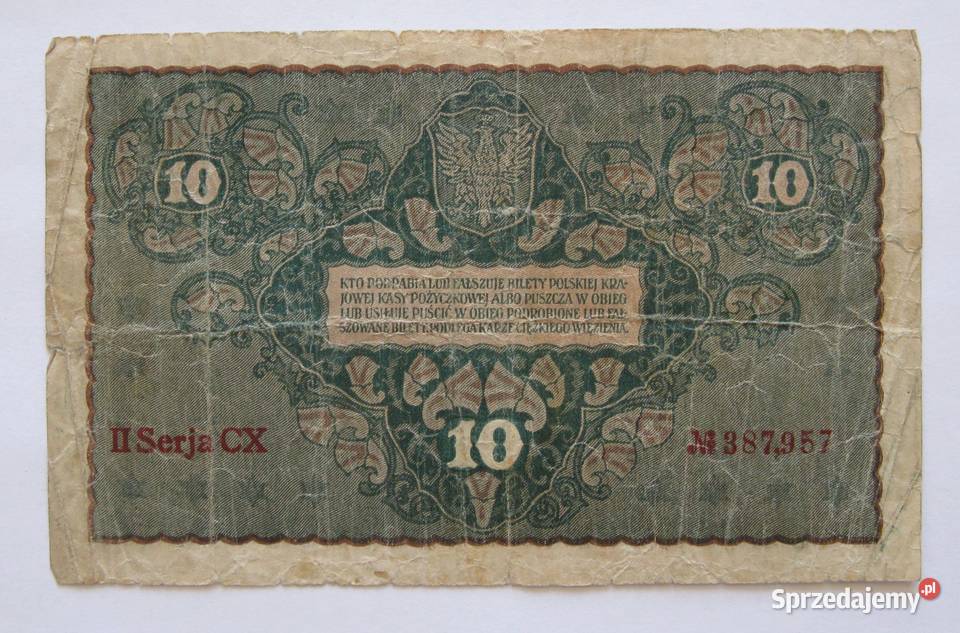 10 10
KTO PODRABIA LUB FAŁSZUJE BILETY POLSKIEJ KRA-
JOWEJ KASY POŻYCZKOWEJ ALBO PUSZCZA W OBIEG
LUB USIŁUJE PUŚCIĆ W OBIEG PODROBIONE LUB FAŁ-
SZOWANE BILETY, PODLEGA KARZE CIĘŻKIEGO WIĘZIENIA.
II Serja CX 10 № 387,957
Sprzedajemy.pl